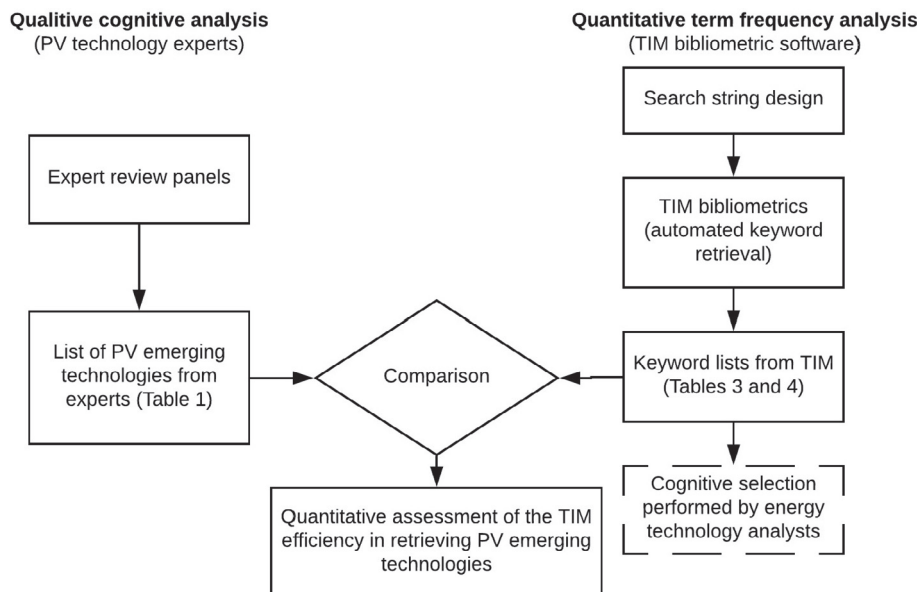 Qualitive cognitive analysis
(PV technology experts)
Expert review panels
List of PV emerging
technologies from
experts (Table 1)
Quantitative term frequency analysis
(TIM bibliometric software)
Search string design
TIM bibliometrics
(automated keyword
retrieval)
Keyword lists from TIM
(Tables 3 and 4)
Cognitive selection
performed by energy
technology analysts
Comparison
Quantitative assessment of the TIM
efficiency in retrieving PV emerging
technologies